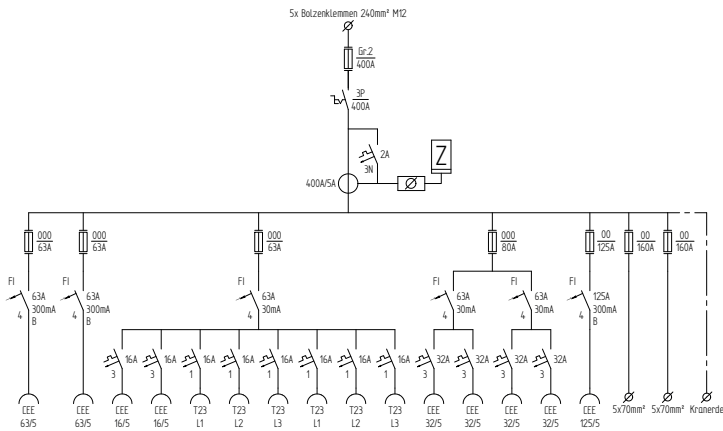 5x Bolzenklemmen 240mm² M12
Gr.2
400A
3P
400A
2A
3N
Z
400A/5A
000
63A
000
63A
000
63A
000
80A
00
125A
00
160A
00
160A
FI
63A
300mA
4
B
FI
63A
300mA
4
B
FI
63A
30mA
4
FI
63A
30mA
4
FI
63A
30mA
4
FI
125A
300mA
4
B
16A
3
16A
3
16A
1
16A
1
16A
1
16A
1
16A
1
16A
1
32A
3
32A
3
32A
3
32A
3
CEE
63/5
CEE
63/5
CEE
16/5
CEE
16/5
T23
L1
T23
L2
T23
L3
T23
L1
T23
L2
T23
L3
CEE
32/5
CEE
32/5
CEE
32/5
CEE
32/5
CEE
125/5
5x70mm²
5x70mm²
Kranerde